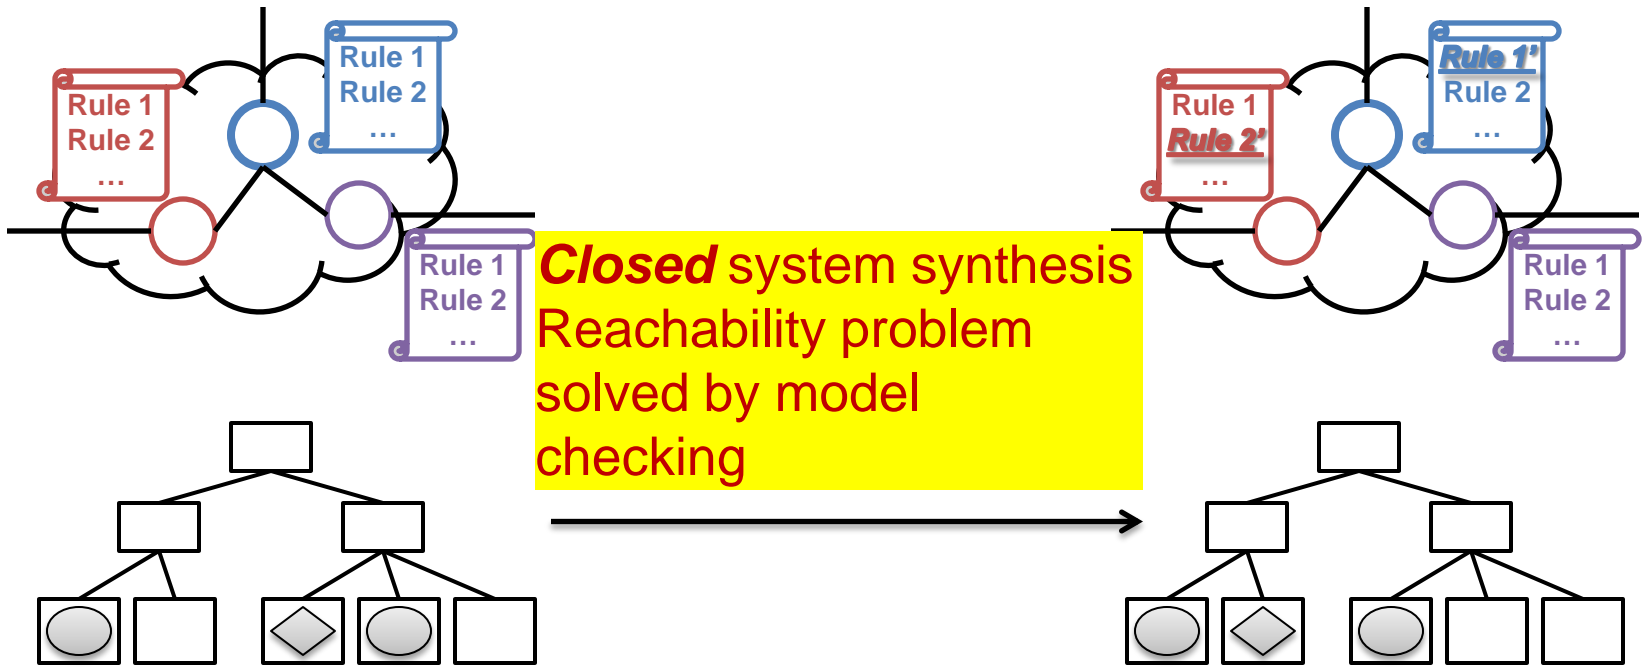 Rule 1
Rule 2
…
Rule 1
Rule 2
…
Rule 1
Rule 2
…
Closed system synthesis
Reachability problem
solved by model
checking
Rule 1
Rule 2’
…
Rule 1’
Rule 2
…
Rule 1
Rule 2
…